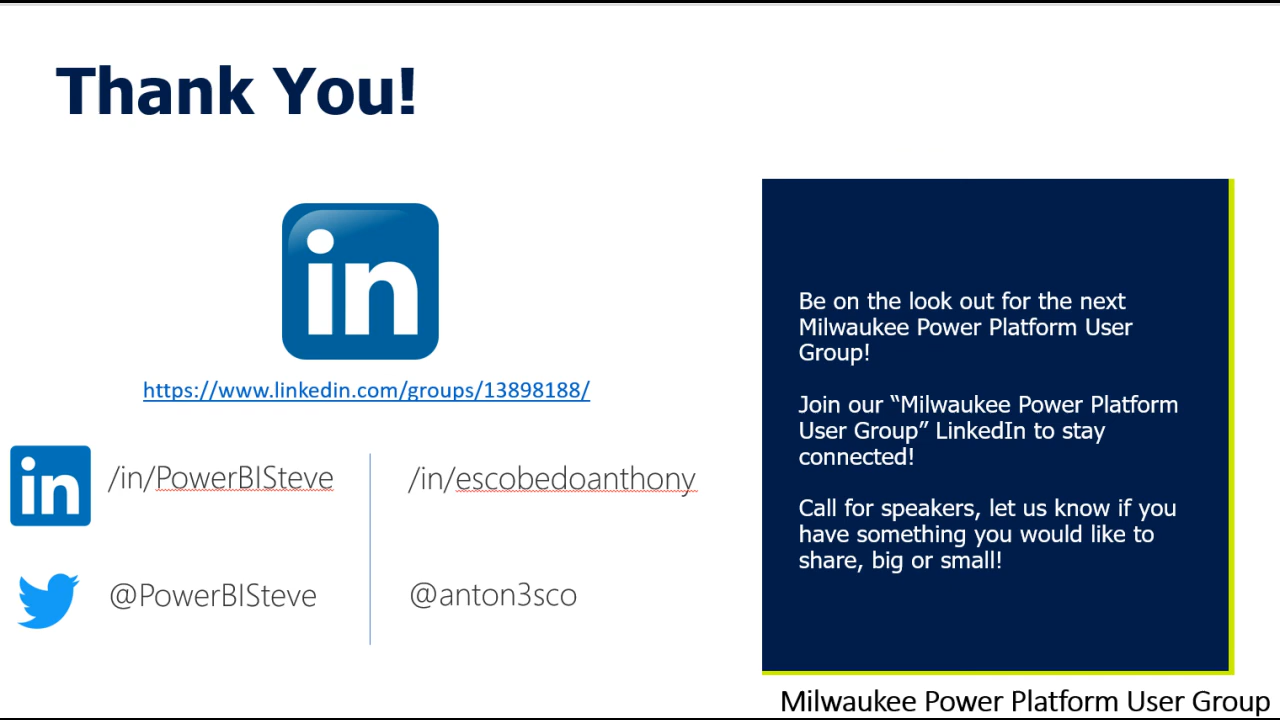 Thank You!
in
https://www.linkedin.com/groups/13898188/
in
/in/PowerBISteve
/in/escobedoanthony
@PowerBISteve
@anton3sco
Be on the look out for the next
Milwaukee Power Platform User
Group!
Join our “Milwaukee Power Platform
User Group” LinkedIn to stay
connected!
Call for speakers, let us know if you
have something you would like to
share, big or small!
Milwaukee Power Platform User Group